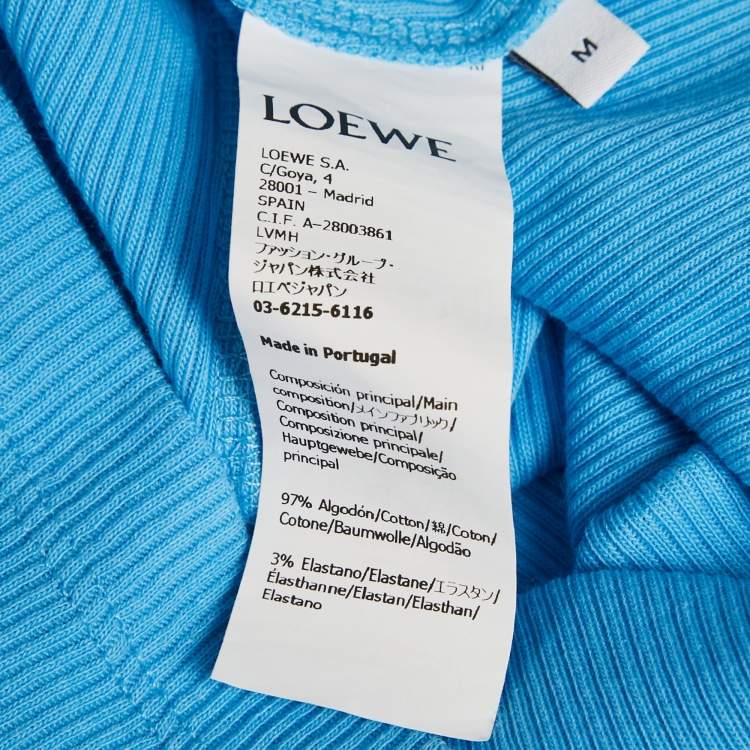 M
LOEWE
LOEWE S.A.
C/Goya, 4
28001 – Madrid
SPAIN
C.I.F. A-28003861
LVMH
ファッション・グループ・
ジャパン株式会社
ロエベジャパン
03-6215-6116
Made in Portugal
Composición principal/Main
composition/メインファブリック/
Composition principal/
Composizione principale/
Hauptgewebe/Composição
principal
97% Algodón/Cotton/綿/Coton/
Cotone/Baumwolle/Algodão
3% Elastano/Elastane/エラスタン/
Élasthanne/Elastan/Elasthan/
Elastano